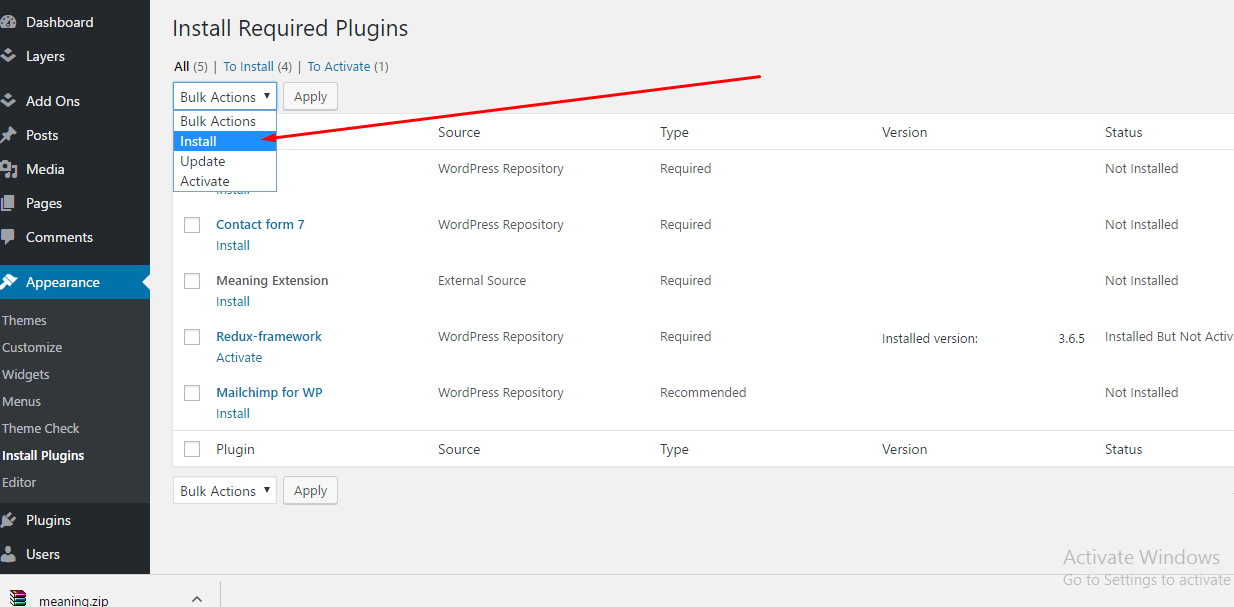 Dashboard
Layers
Add Ons
Posts
Media
Pages
Comments
Appearance
Themes
Customize
Widgets
Menus
Theme Check
Install Plugins
Editor
Plugins
Users
Install Required Plugins
All (5) | To Install (4) | To Activate (1)
Bulk Actions ▼ Apply
Bulk Actions
Install
Update
Activate
Source Type Version Status
WordPress Repository Required Not Installed
Install
Contact form 7 WordPress Repository Required Not Installed
Install
Meaning Extension External Source Required Not Installed
Install
Redux-framework WordPress Repository Required Installed version: 3.6.5 Installed But Not Activ
Activate
Mailchimp for WP WordPress Repository Recommended Not Installed
Install
Plugin Source Type Version Status
Bulk Actions ▼ Apply
Activate Windows
Go to Settings to activate
meaning.zip